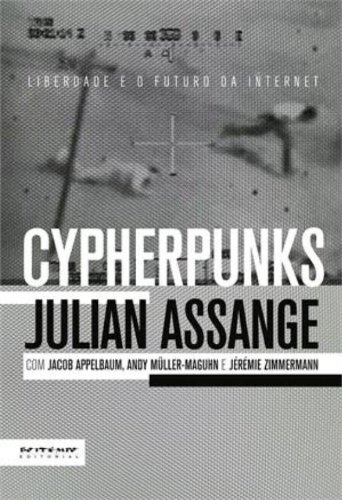 LIBERDADE E O FUTURO DA INTERNET
CYPHERPUNKS
JULIAN ASSANGE
COM JACOB APPELBAUM, ANDY MÜLLER-MAGUHN E JÉRÉMIE ZIMMERMANN
BOITEMPO
EDITORIAL